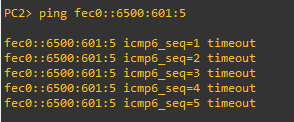 PC2> ping fec0::6500:601:5
fec0::6500:601:5 icmp6_seq=1 timeout
fec0::6500:601:5 icmp6_seq=2 timeout
fec0::6500:601:5 icmp6_seq=3 timeout
fec0::6500:601:5 icmp6_seq=4 timeout
fec0::6500:601:5 icmp6_seq=5 timeout